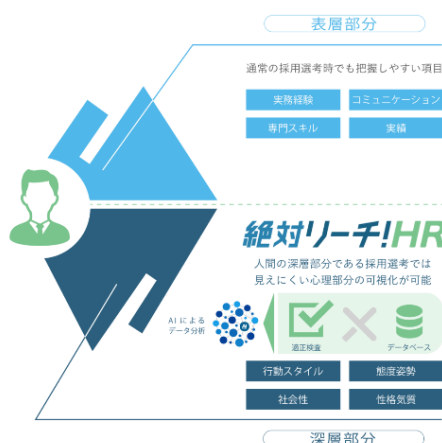 表層部分
通常の採用選考時でも把握しやすい項目
実務経験
コミュニケーション
専門スキル
実績
絶対リーチ!HR
人間の深層部分である採用選考では
見えにくい心理部分の可視化が可能
AIによる
データ分析
適正検査
データベース
行動スタイル
態度姿勢
社会性
性格気質
深層部分